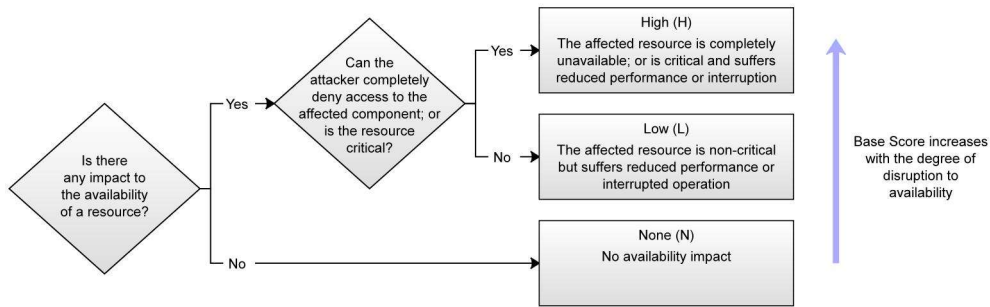 Is there
any impact to
the availability
of a resource?
Yes
No
Can the
attacker completely
deny access to the
affected component; or
is the resource
critical?
Yes
No
High (H)
The affected resource is completely
unavailable; or is critical and suffers
reduced performance or interruption
Low (L)
The affected resource is non-critical
but suffers reduced performance or
interrupted operation
None (N)
No availability impact
Base Score increases
with the degree of
disruption to
availability